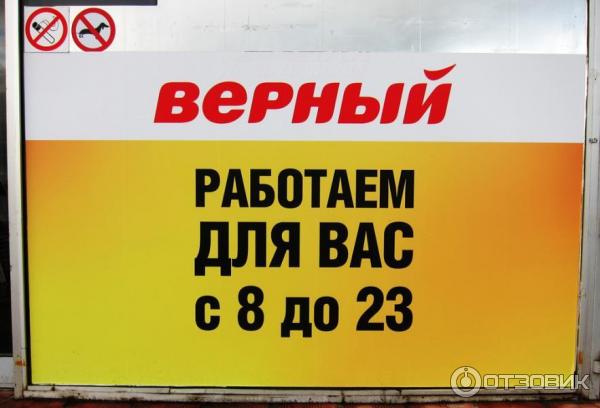 верный
РАБОТАЕМ
ДЛЯ ВАС
с 8 до 23
ОТЗОВИК